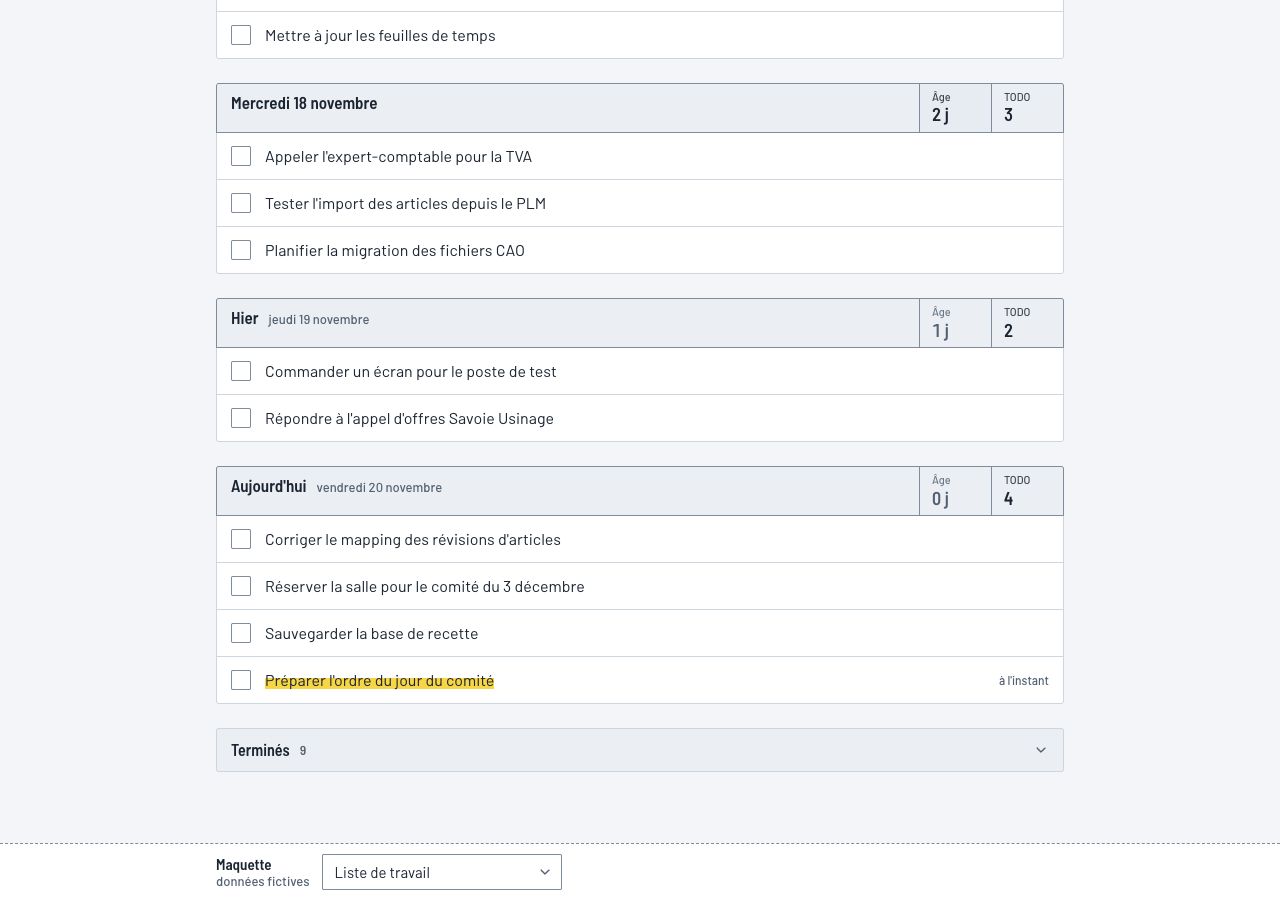 Mettre à jour les feuilles de temps
Mercredi 18 novembre
Âge
2 j
TODO
3
Appeler l'expert-comptable pour la TVA
Tester l'import des articles depuis le PLM
Planifier la migration des fichiers CAO
Hier jeudi 19 novembre
Âge
1 j
TODO
2
Commander un écran pour le poste de test
Répondre à l'appel d'offres Savoie Usinage
Aujourd'hui vendredi 20 novembre
Âge
0 j
TODO
4
Corriger le mapping des révisions d'articles
Réserver la salle pour le comité du 3 décembre
Sauvegarder la base de recette
Préparer l'ordre du jour du comité à l'instant
Terminés 9
Maquette
données fictives
Liste de travail